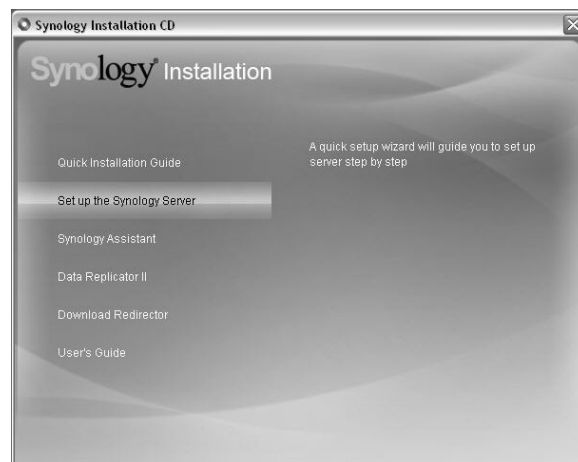 Synology Installation CD
Synology Installation
Quick Installation Guide
Set up the Synology Server
Synology Assistant
Data Replicator II
Download Redirector
User's Guide
A quick setup wizard will guide you to set up
server step by step